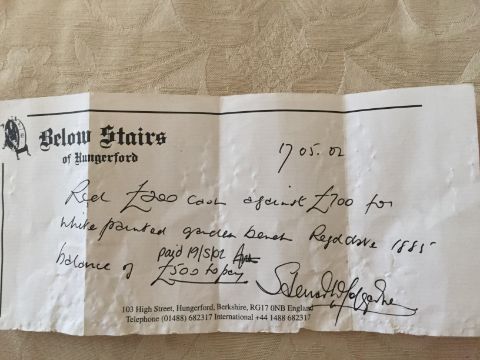 Below Stairs
of Hungerford
17 05. 02
Recd £200 cash against £700 for
white painted garden bench Regd date 1885
paid 19/5/02
balance of £500 to pay
103 High Street, Hungerford, Berkshire, RG17 0NB England
Telephone (01488) 682317 International +44 1488 682317